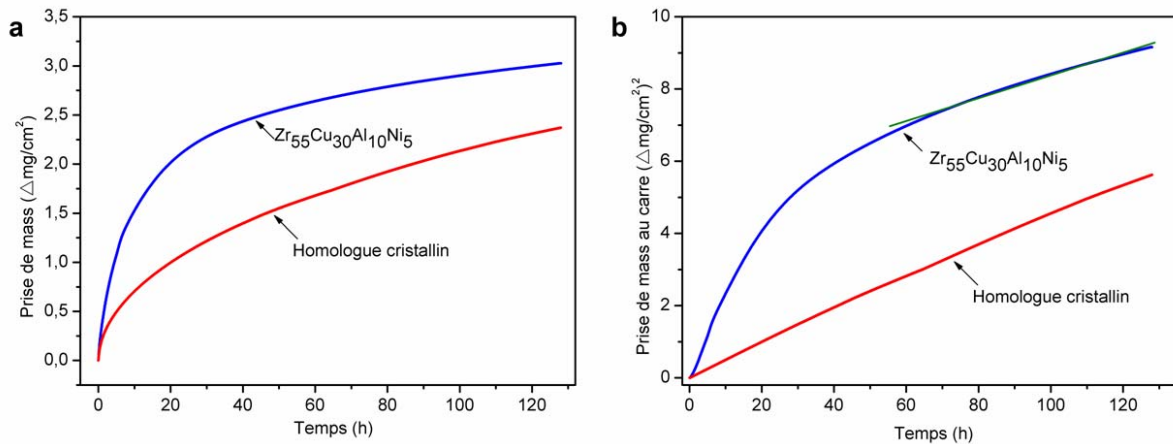 a
3,5
3,0
2,5
2,0
1,5
1,0
0,5
0,0
Prise de mass (△mg/cm²)
0 20 40 60 80 100 120
Temps (h)
Zr₅₅Cu₃₀Al₁₀Ni₅
Homologue cristallin
b
10
8
6
4
2
0
Prise de mass au carre (△mg/cm²)²
0 20 40 60 80 100 120
Temps (h)
Zr₅₅Cu₃₀Al₁₀Ni₅
Homologue cristallin